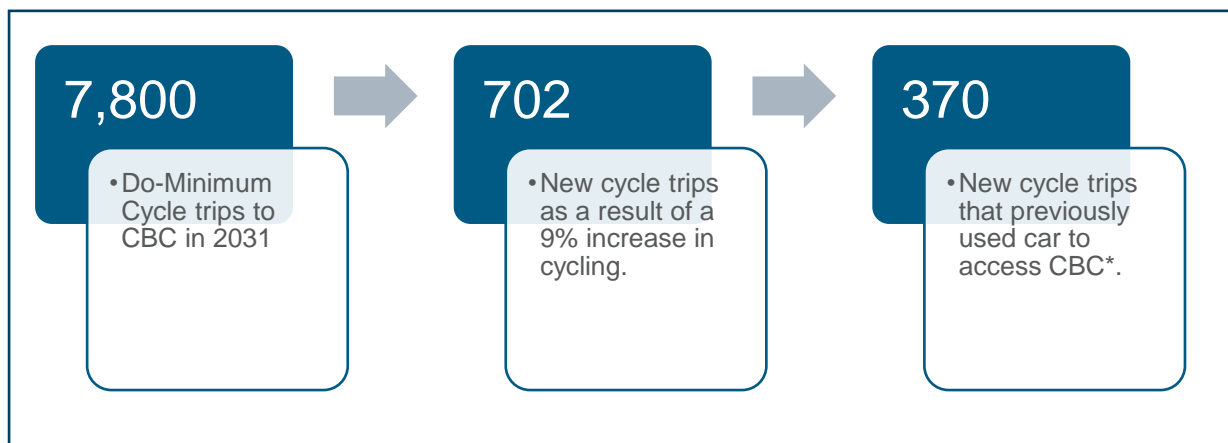 7,800
•Do-Minimum
Cycle trips to
CBC in 2031
702
•New cycle trips
as a result of a
9% increase in
cycling.
370
•New cycle trips
that previously
used car to
access CBC*.